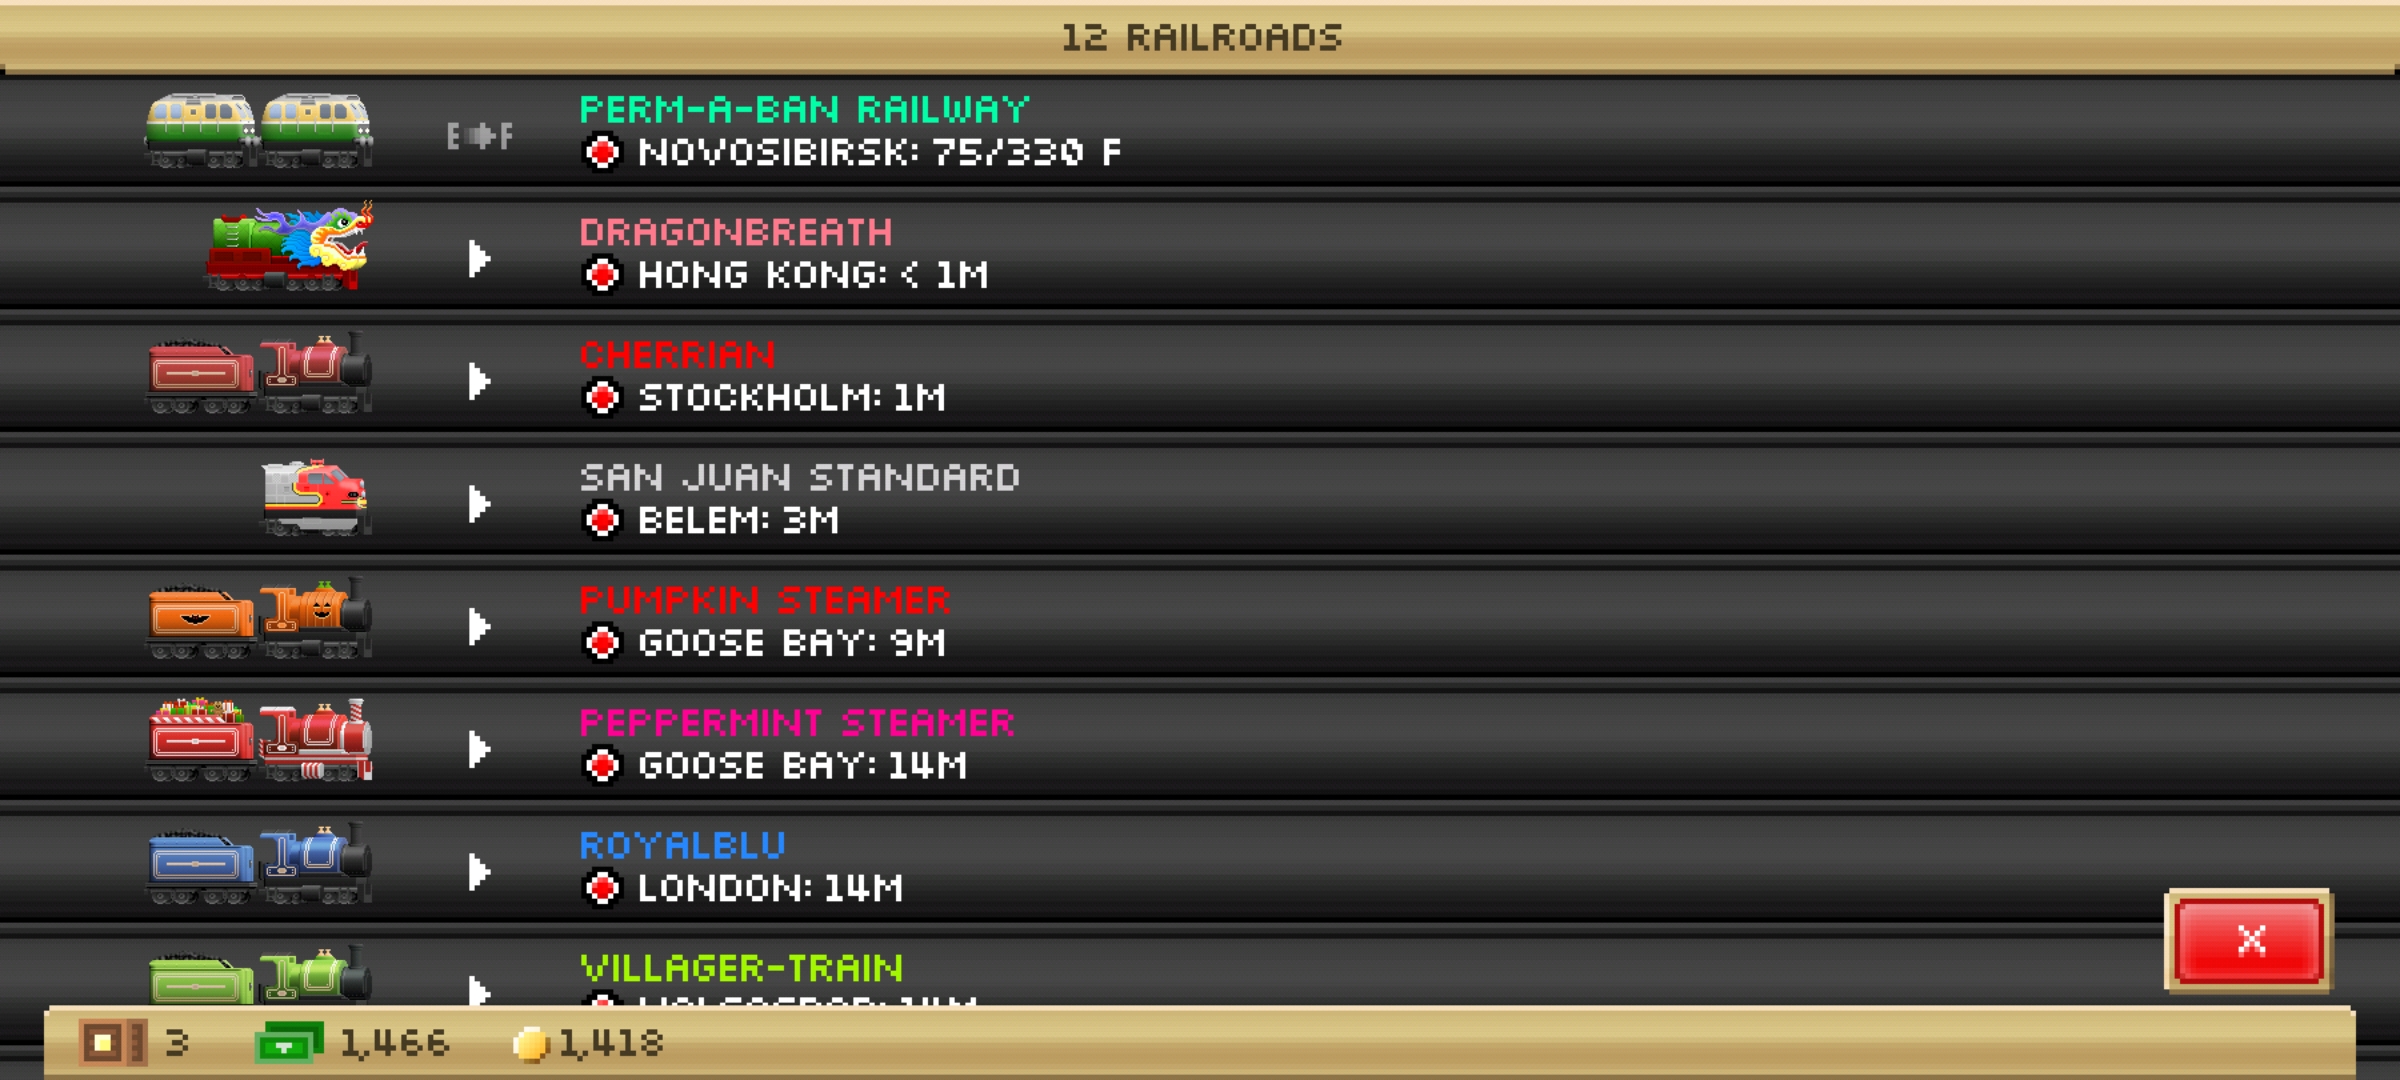 12 RAILROADS
PERM-A-BAN RAILWAY
E F
NOVOSIBIRSK: 75/330 F
DRAGONBREATH
HONG KONG: < 1M
CHERRIAN
STOCKHOLM: 1M
SAN JUAN STANDARD
BELEM: 3M
PUMPKIN STEAMER
GOOSE BAY: 9M
PEPPERMINT STEAMER
GOOSE BAY: 14M
ROYALBLU
LONDON: 14M
VILLAGER-TRAIN
X
3 1,466 1,418